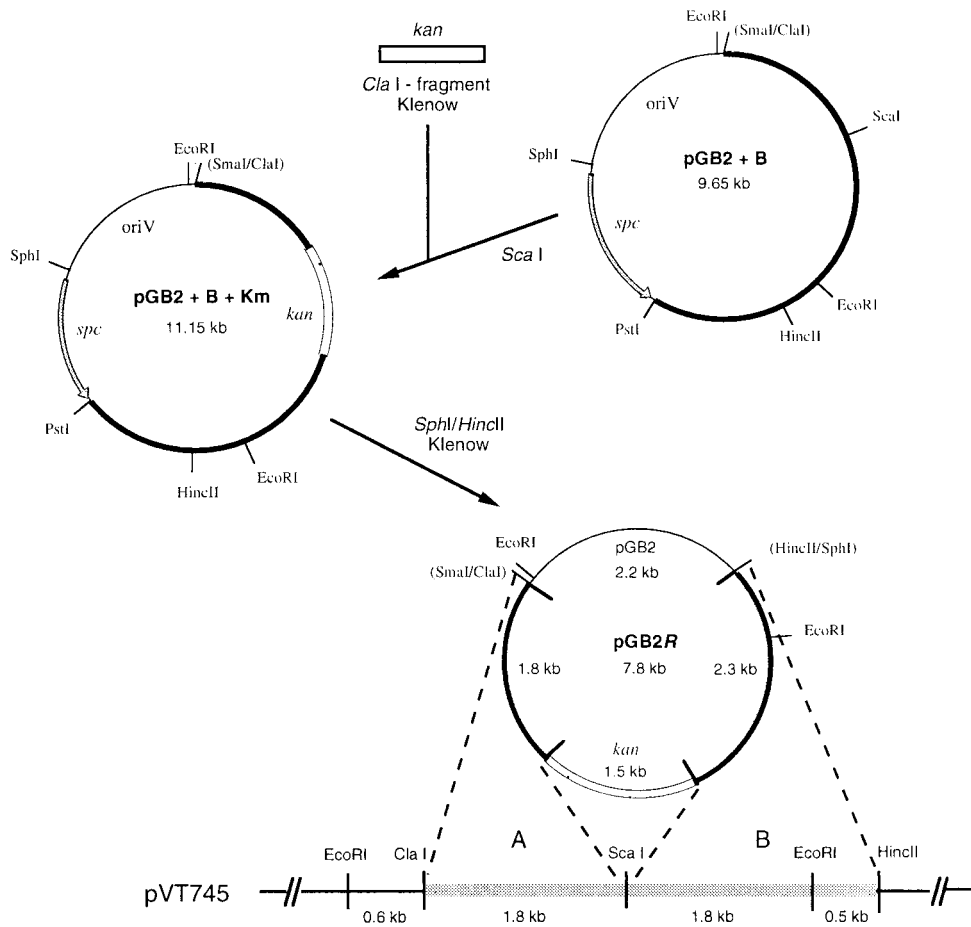 kan
Cla I - fragment
Klenow
EcoRI
(SmaI/ClaI)
oriV
ScaI
SphI
pGB2 + B
9.65 kb
spc
PstI
EcoRI
HincII
Sca I
EcoRI
(SmaI/ClaI)
oriV
SphI
pGB2 + B + Km
11.15 kb
kan
spc
PstI
EcoRI
HincII
SphI/HincII
Klenow
EcoRI
(SmaI/ClaI)
pGB2
2.2 kb
(HincII/SphI)
EcoRI
pGB2R
1.8 kb
7.8 kb
2.3 kb
kan
1.5 kb
A
B
EcoRI
Cla I
Sca I
EcoRI
HincII
pVT745
0.6 kb
1.8 kb
1.8 kb
0.5 kb